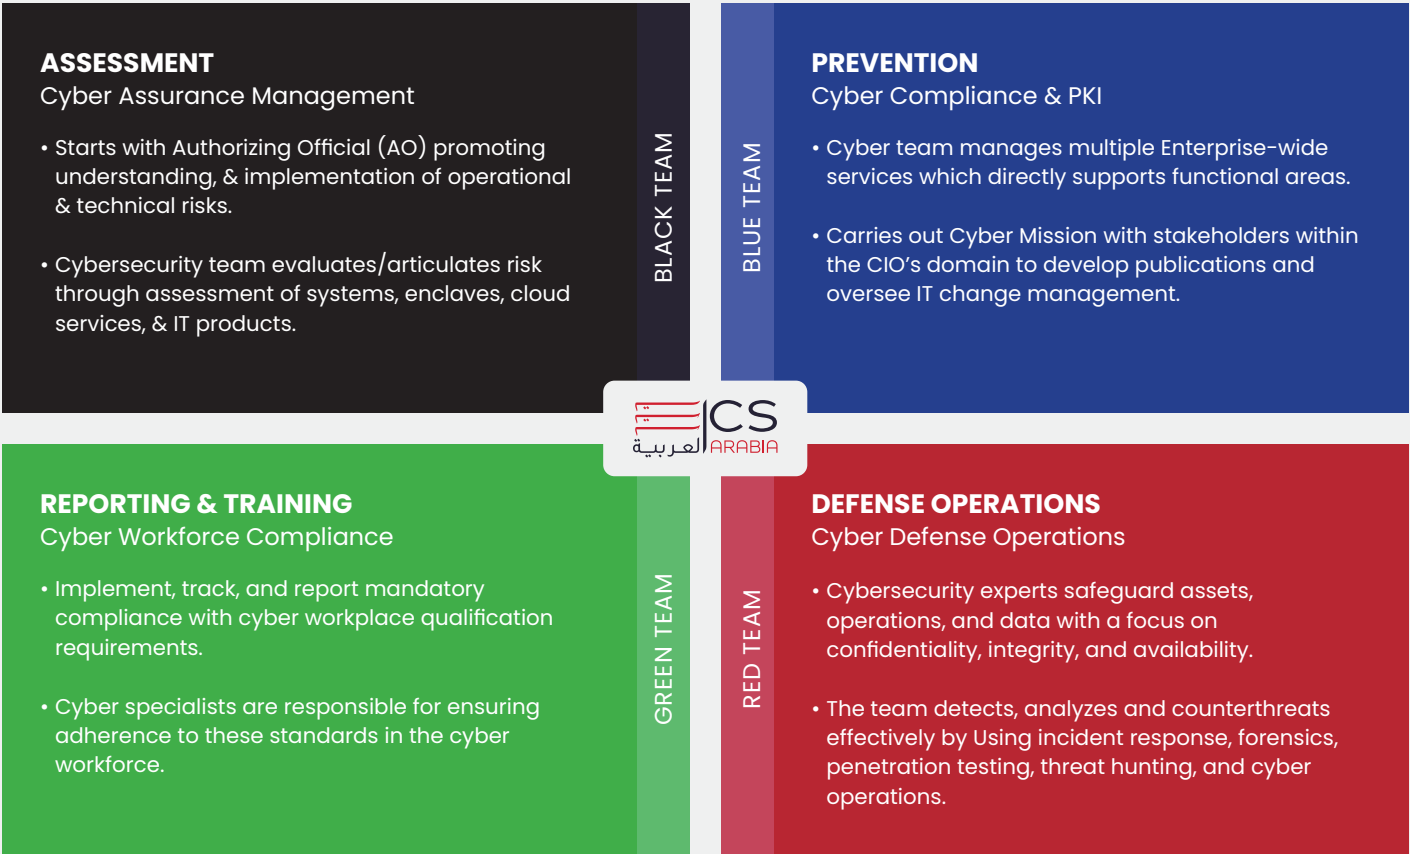 ASSESSMENT
Cyber Assurance Management
• Starts with Authorizing Official (AO) promoting
understanding, & implementation of operational
& technical risks.
• Cybersecurity team evaluates/articulates risk
through assessment of systems, enclaves, cloud
services, & IT products.
BLACK TEAM
BLUE TEAM
PREVENTION
Cyber Compliance & PKI
• Cyber team manages multiple Enterprise-wide
services which directly supports functional areas.
• Carries out Cyber Mission with stakeholders within
the CIO's domain to develop publications and
oversee IT change management.
ICS
العربية ARABIA
REPORTING & TRAINING
Cyber Workforce Compliance
• Implement, track, and report mandatory
compliance with cyber workplace qualification
requirements.
• Cyber specialists are responsible for ensuring
adherence to these standards in the cyber
workforce.
GREEN TEAM
RED TEAM
DEFENSE OPERATIONS
Cyber Defense Operations
• Cybersecurity experts safeguard assets,
operations, and data with a focus on
confidentiality, integrity, and availability.
• The team detects, analyzes and counterthreats
effectively by Using incident response, forensics,
penetration testing, threat hunting, and cyber
operations.